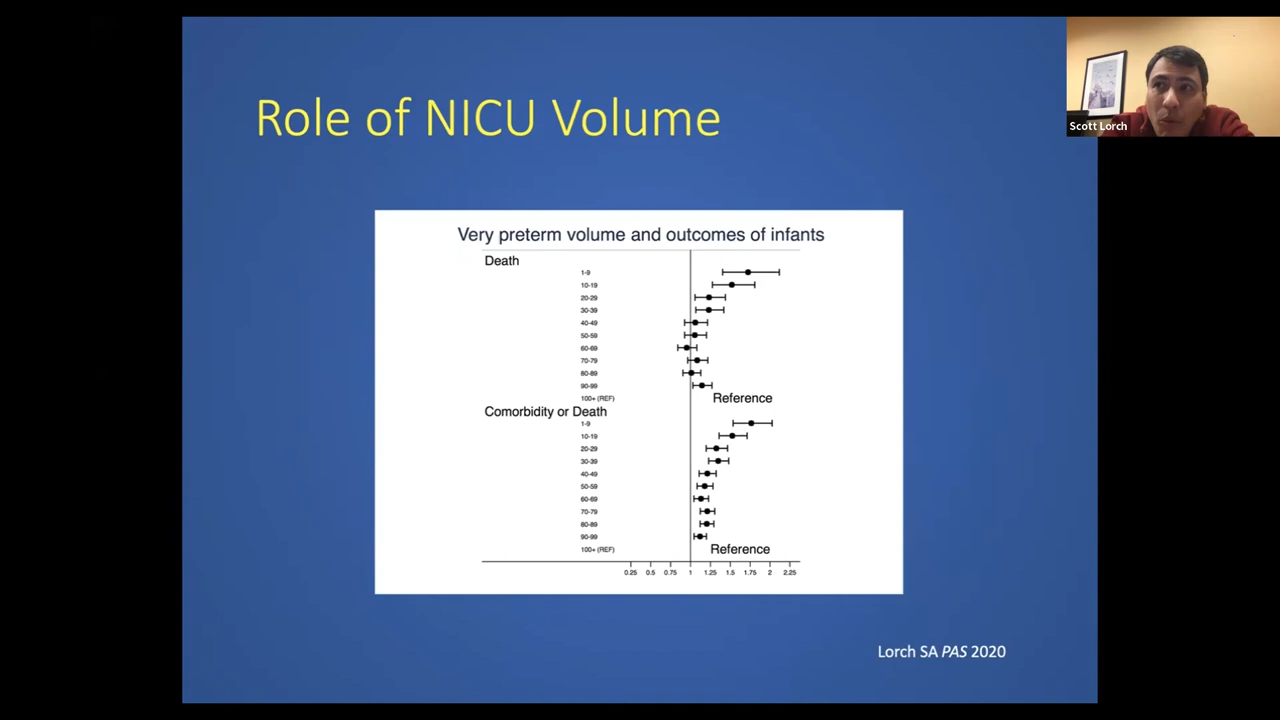 Role of NICU Volume
Scott Lorch
Very preterm volume and outcomes of infants
Death
1-9
10-19
20-29
30-39
40-49
50-59
60-69
70-79
80-89
90-99
100+ (REF) Reference
Comorbidity or Death
1-9
10-19
20-29
30-39
40-49
50-59
60-69
70-79
80-89
90-99
100+ (REF) Reference
0.25 0.5 0.75 1 1.25 1.5 1.75 2 2.25
Lorch SA PAS 2020